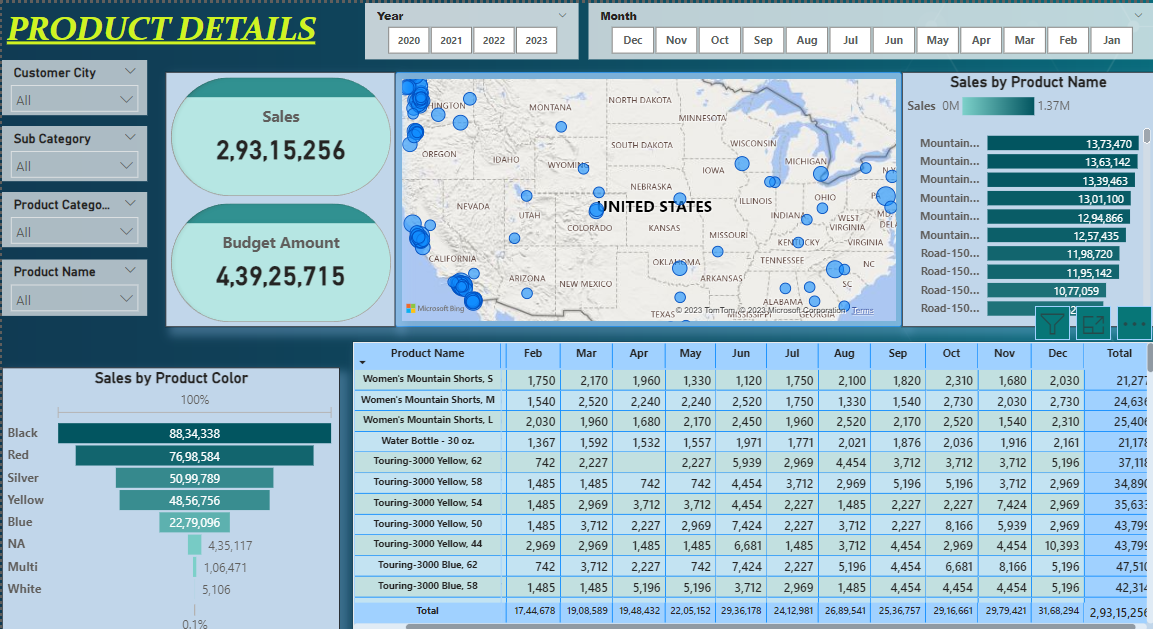 PRODUCT DETAILS
Year
2020 2021 2022 2023
Month
Dec Nov Oct Sep Aug Jul Jun May Apr Mar Feb Jan
Customer City
All
Sub Category
All
Product Catego...
All
Product Name
All
Sales
2,93,15,256
Budget Amount
4,39,25,715
HINGTON
MONTANA
NORTH DAKOTA
MINNESOTA
OREGON
IDAHO
SOUTH DAKOTA
WISCONSIN
MICHIGAN
WYOMING
IOWA
NEBRASKA
UNITED STATES
NEVADA
UTAH
COLORADO
KANSAS
MISSOURI
ILLINOIS
INDIANA
OHIO
WEST
VIRGINIA
VIRGINIA
KENTUCKY
CALIFORNIA
ARIZONA
NEW MEXICO
OKLAHOMA
ARKANSAS
TENNESSEE
NC
SC
ALABAMA
TEXAS
MISSISSIPPI
GEORGIA
Microsoft Bing
© 2023 TomTom, © 2023 Microsoft Corporation Terms
Sales by Product Name
Sales 0M 1.37M
Mountain... 13,73,470
Mountain... 13,63,142
Mountain... 13,39,463
Mountain... 13,01,100
Mountain... 12,94,866
Mountain... 12,57,435
Road-150... 11,98,720
Road-150... 11,95,142
Road-150... 10,77,059
Road-150...
Sales by Product Color
100%
Black 88,34,338
Red 76,98,584
Silver 50,99,789
Yellow 48,56,756
Blue 22,79,096
NA 4,35,117
Multi 1,06,471
White 5,106
0.1%
Product Name Feb Mar Apr May Jun Jul Aug Sep Oct Nov Dec Total
Women's Mountain Shorts, S 1,750 2,170 1,960 1,330 1,120 1,750 2,100 1,820 2,310 1,680 2,030 21,277
Women's Mountain Shorts, M 1,540 2,520 2,240 2,240 2,520 1,750 1,330 1,540 2,730 2,030 2,730 24,636
Women's Mountain Shorts, L 2,030 1,960 1,680 2,170 2,450 1,960 2,520 2,170 2,520 1,540 2,310 25,406
Water Bottle - 30 oz. 1,367 1,592 1,532 1,557 1,971 1,771 2,021 1,876 2,036 1,916 2,161 21,178
Touring-3000 Yellow, 62 742 2,227 2,227 5,939 2,969 4,454 3,712 3,712 3,712 5,196 37,118
Touring-3000 Yellow, 58 1,485 1,485 742 742 4,454 3,712 2,969 5,196 5,196 3,712 2,969 34,890
Touring-3000 Yellow, 54 1,485 2,969 3,712 3,712 4,454 2,227 1,485 2,227 2,227 7,424 2,969 35,633
Touring-3000 Yellow, 50 1,485 3,712 2,227 2,969 7,424 2,227 3,712 2,227 8,166 5,939 2,969 43,799
Touring-3000 Yellow, 44 2,969 2,969 1,485 1,485 6,681 1,485 3,712 4,454 2,969 4,454 10,393 43,799
Touring-3000 Blue, 62 742 3,712 2,227 742 7,424 2,227 5,196 4,454 6,681 8,166 5,196 47,510
Touring-3000 Blue, 58 1,485 1,485 5,196 5,196 3,712 2,969 1,485 4,454 4,454 4,454 5,196 42,314
Total 17,44,678 19,08,589 19,48,432 22,05,152 29,36,178 24,12,981 26,89,541 25,36,757 29,16,661 29,79,421 31,68,294 2,93,15,256